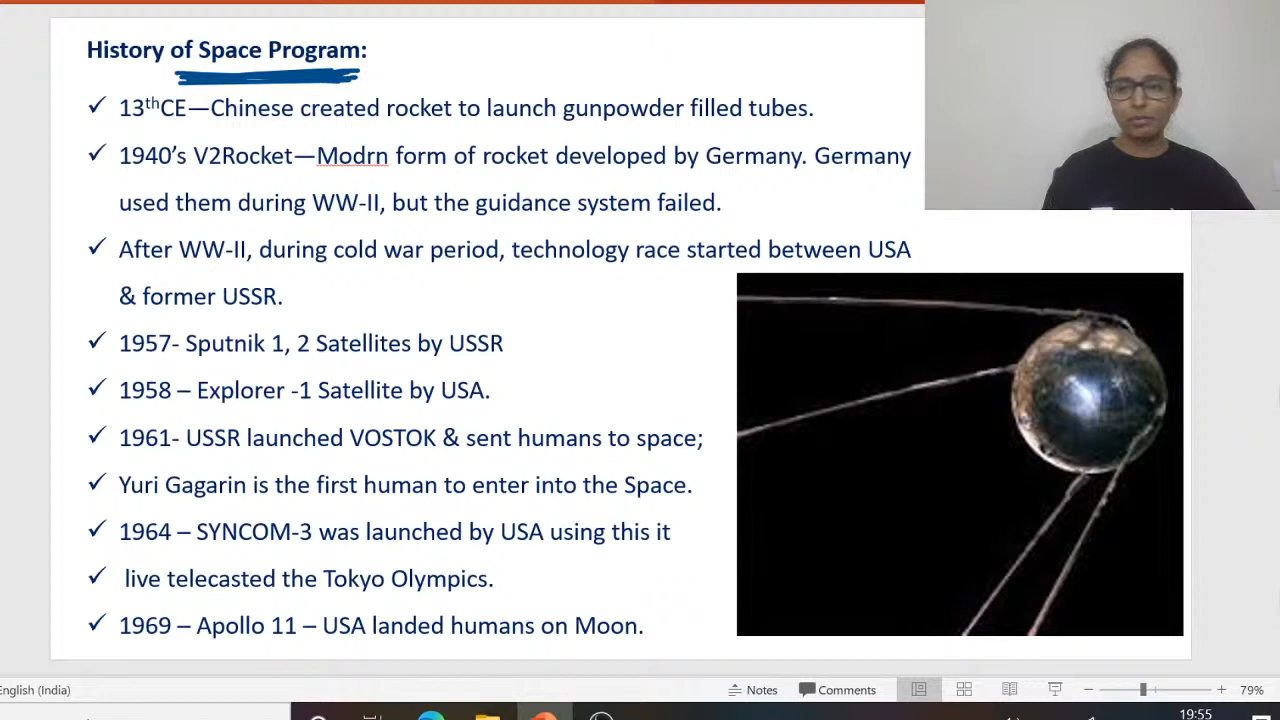 History of Space Program:
✓ 13thCE—Chinese created rocket to launch gunpowder filled tubes.
✓ 1940’s V2Rocket—Modrn form of rocket developed by Germany. Germany
used them during WW-II, but the guidance system failed.
✓ After WW-II, during cold war period, technology race started between USA
& former USSR.
✓ 1957- Sputnik 1, 2 Satellites by USSR
✓ 1958 – Explorer -1 Satellite by USA.
✓ 1961- USSR launched VOSTOK & sent humans to space;
✓ Yuri Gagarin is the first human to enter into the Space.
✓ 1964 – SYNCOM-3 was launched by USA using this it
✓ live telecasted the Tokyo Olympics.
✓ 1969 – Apollo 11 – USA landed humans on Moon.
English (India)
Notes
Comments
79%
19:55